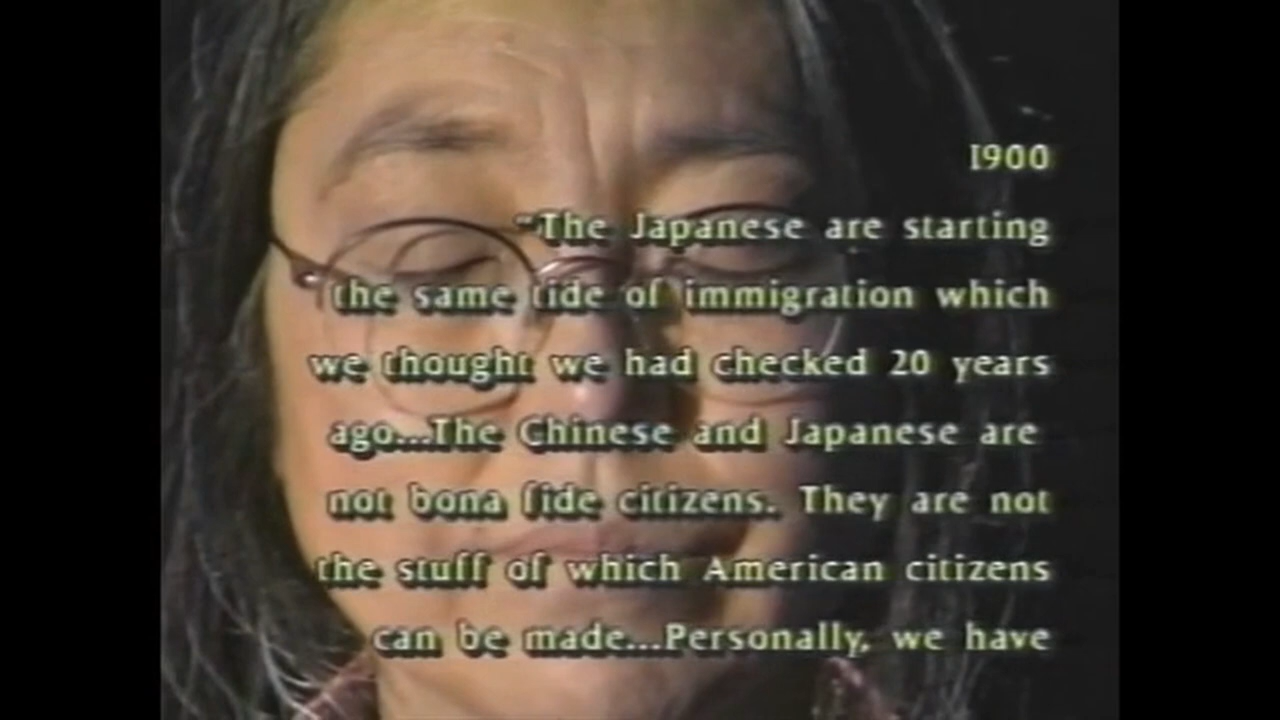 1900
"The Japanese are starting
the same tide of immigration which
we thought we had checked 20 years
ago...The Chinese and Japanese are
not bona fide citizens. They are not
the stuff of which American citizens
can be made...Personally, we have